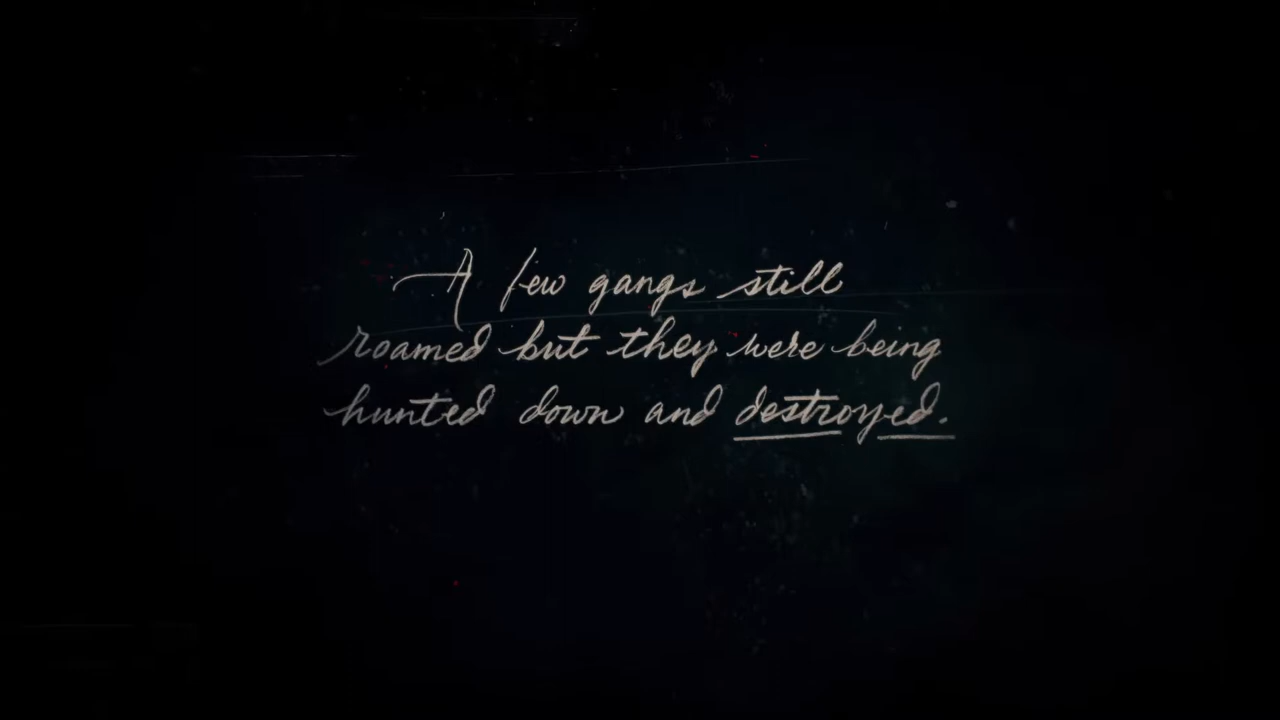 A few gangs still
roamed but they were being
hunted down and destroyed.